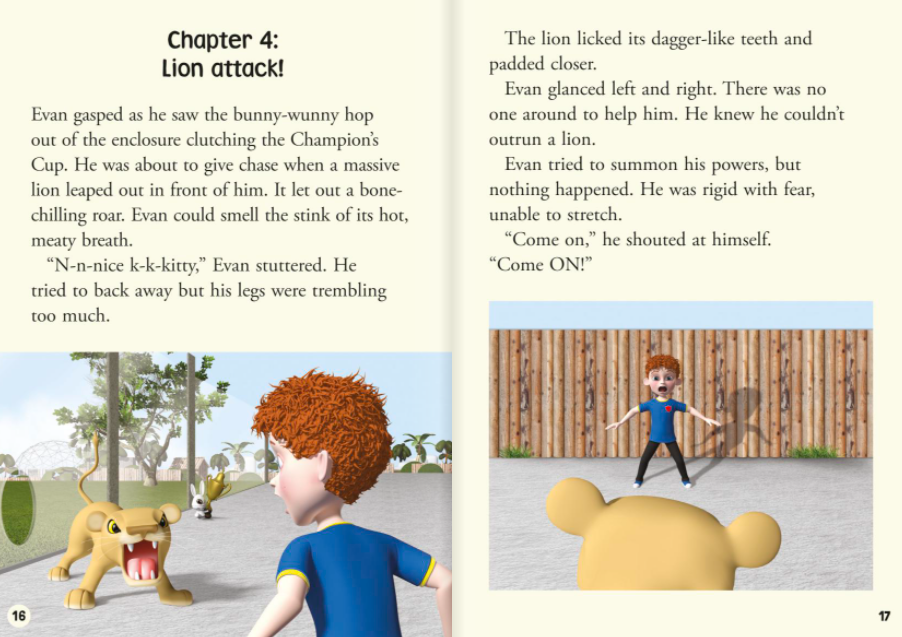 Chapter 4:
Lion attack!
Evan gasped as he saw the bunny-wunny hop
out of the enclosure clutching the Champion’s
Cup. He was about to give chase when a massive
lion leaped out in front of him. It let out a bone-
chilling roar. Evan could smell the stink of its hot,
meaty breath.
“N-n-nice k-k-kitty,” Evan stuttered. He
tried to back away but his legs were trembling
too much.
16
The lion licked its dagger-like teeth and
padded closer.
Evan glanced left and right. There was no
one around to help him. He knew he couldn’t
outrun a lion.
Evan tried to summon his powers, but
nothing happened. He was rigid with fear,
unable to stretch.
“Come on,” he shouted at himself.
“Come ON!”
17